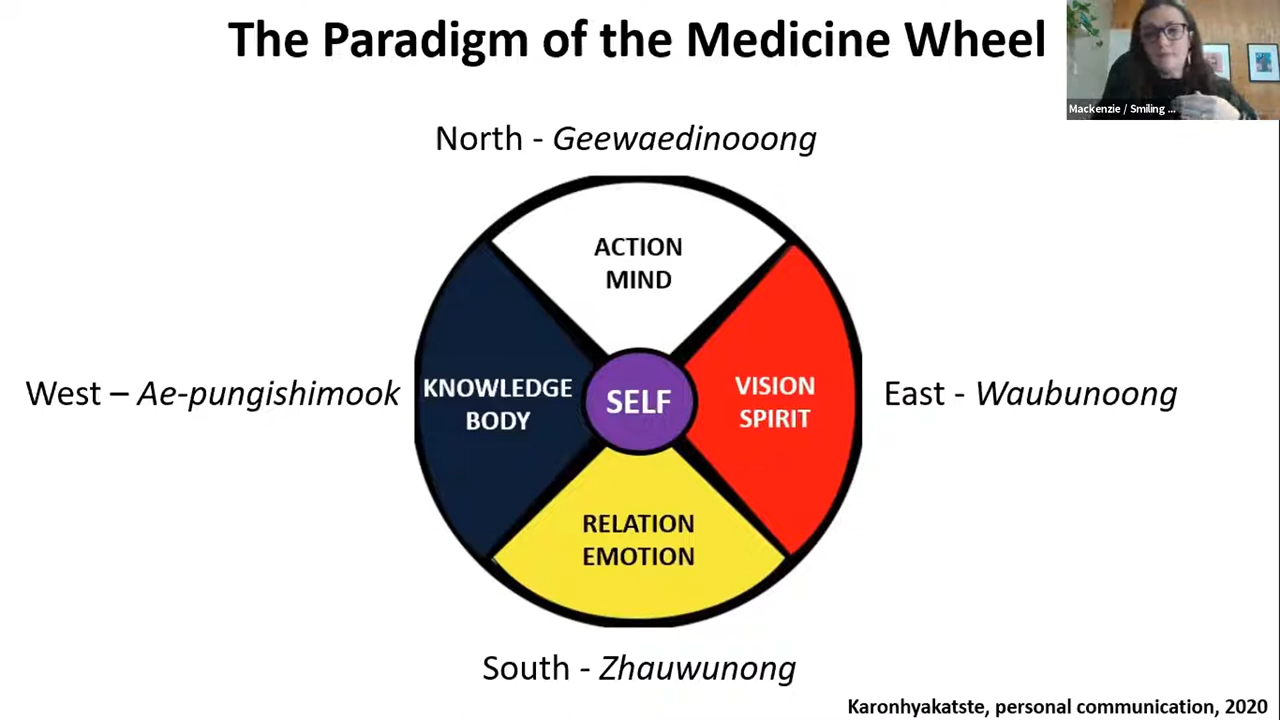 The Paradigm of the Medicine Wheel
Mackenzie / Smiling ...
North - Geewaedinooong
ACTION
MIND
West – Ae-pungishimook
KNOWLEDGE
BODY
SELF
VISION
SPIRIT
East - Waubunoong
RELATION
EMOTION
South - Zhauwunong
Karonhyakatste, personal communication, 2020